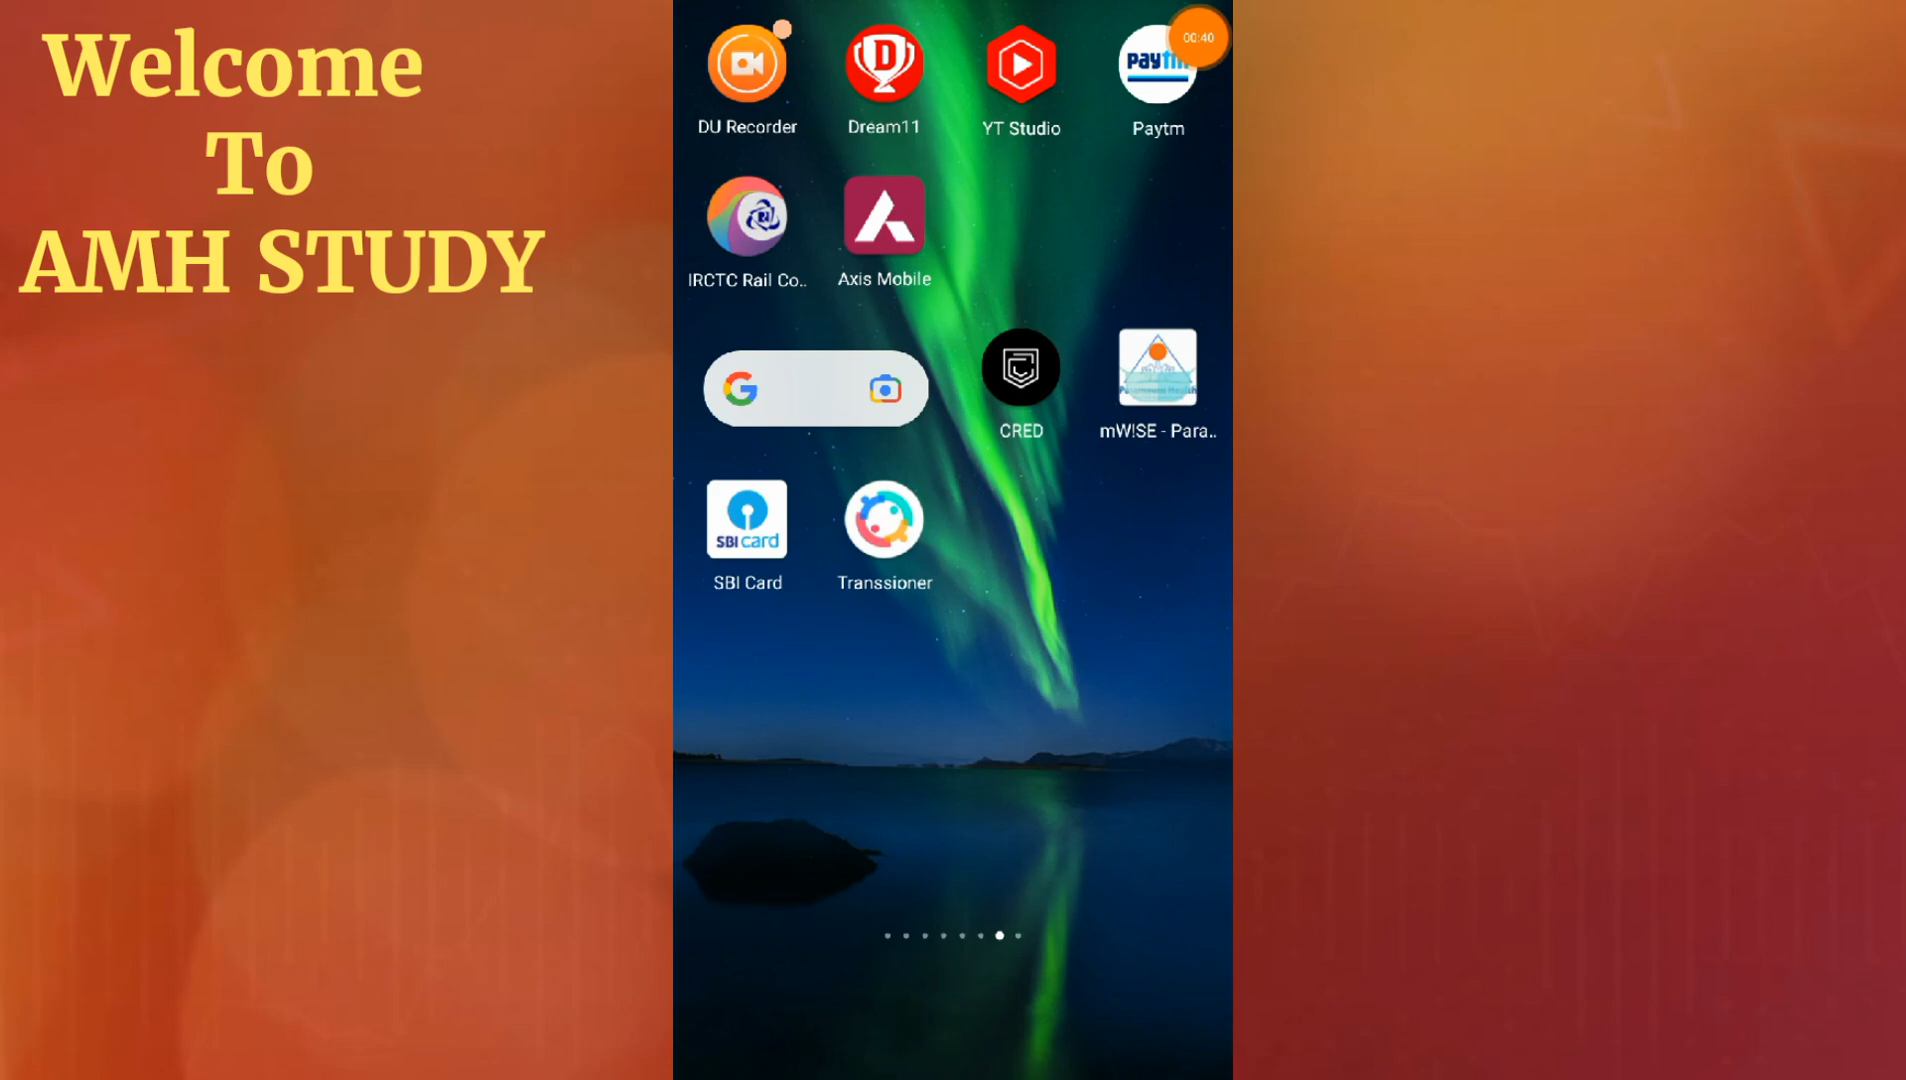 Welcome
To
AMH STUDY
00:40
D
paytm
DU Recorder
Dream11
YT Studio
Paytm
IRCTC Rail Co..
Axis Mobile
G
CRED
mWISE - Para..
SBI card
SBI Card
Transsioner